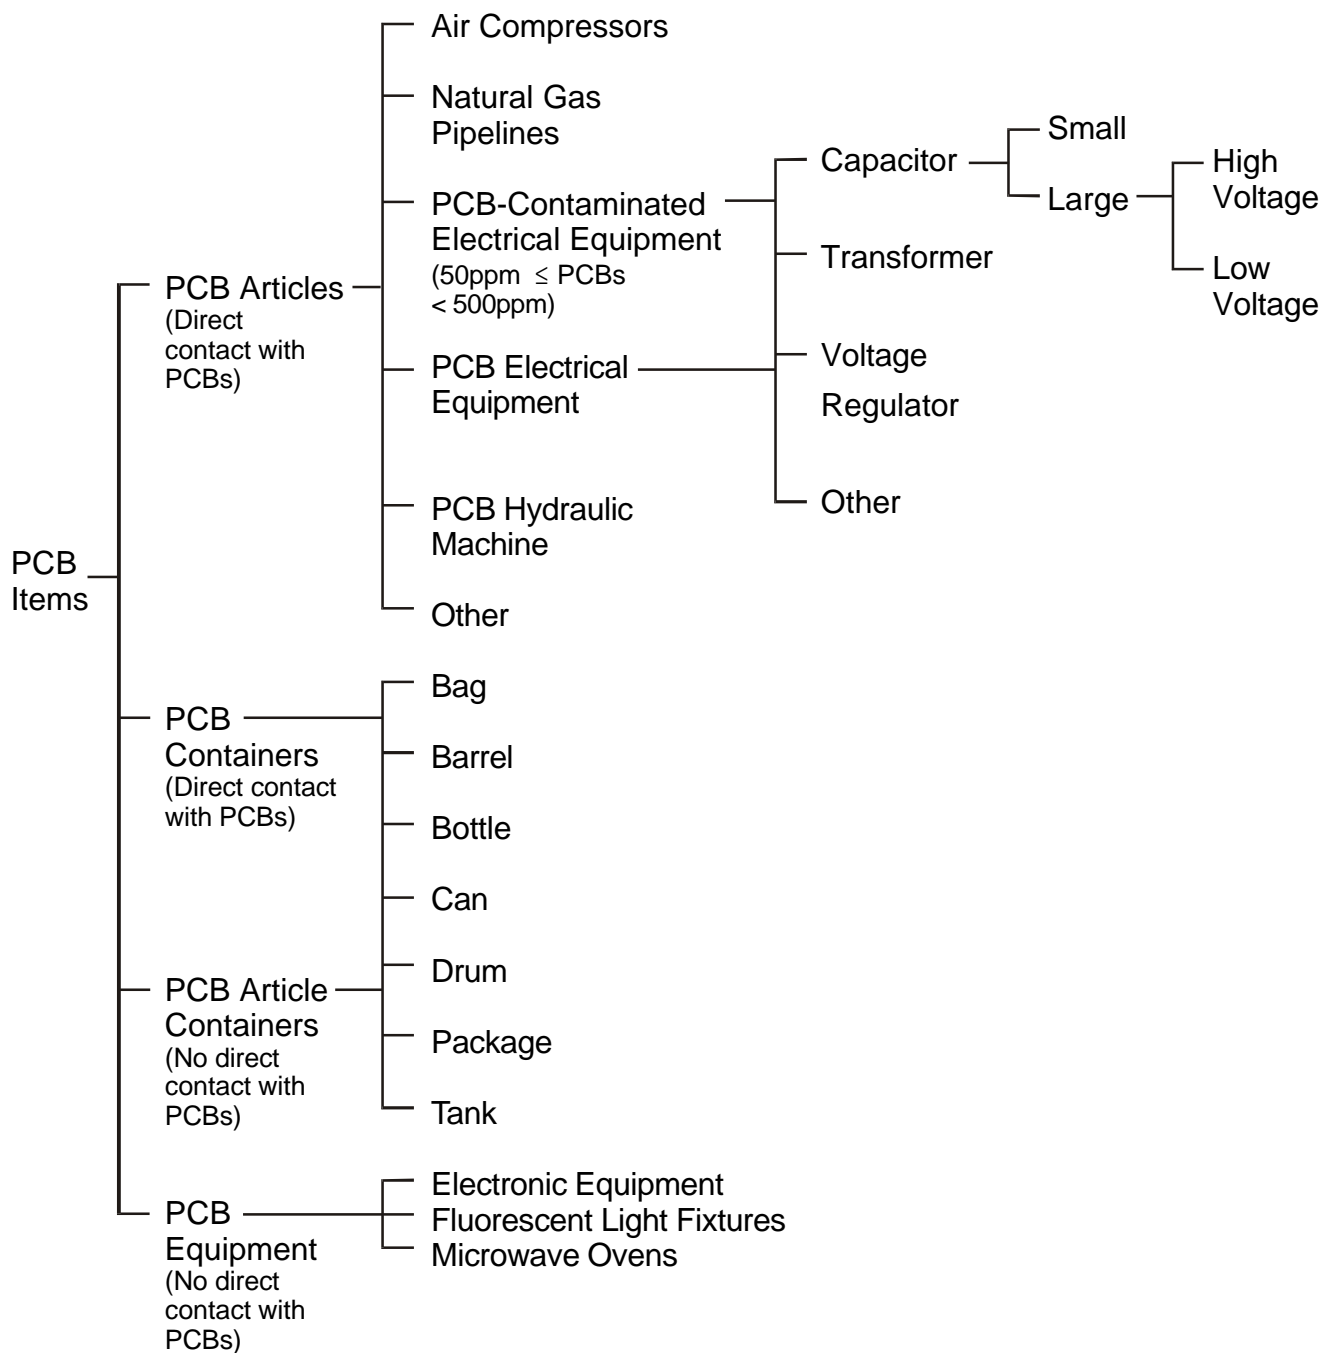 PCB
Items
PCB Articles
(Direct
contact with
PCBs)
Air Compressors
Natural Gas
Pipelines
PCB-Contaminated
Electrical Equipment
(50ppm ≤ PCBs
< 500ppm)
PCB Electrical
Equipment
Capacitor
Small
Large
High
Voltage
Low
Voltage
Transformer
Voltage
Regulator
Other
PCB Hydraulic
Machine
Other
PCB
Containers
(Direct contact
with PCBs)
PCB Article
Containers
(No direct
contact with
PCBs)
Bag
Barrel
Bottle
Can
Drum
Package
Tank
PCB
Equipment
(No direct
contact with
PCBs)
Electronic Equipment
Fluorescent Light Fixtures
Microwave Ovens